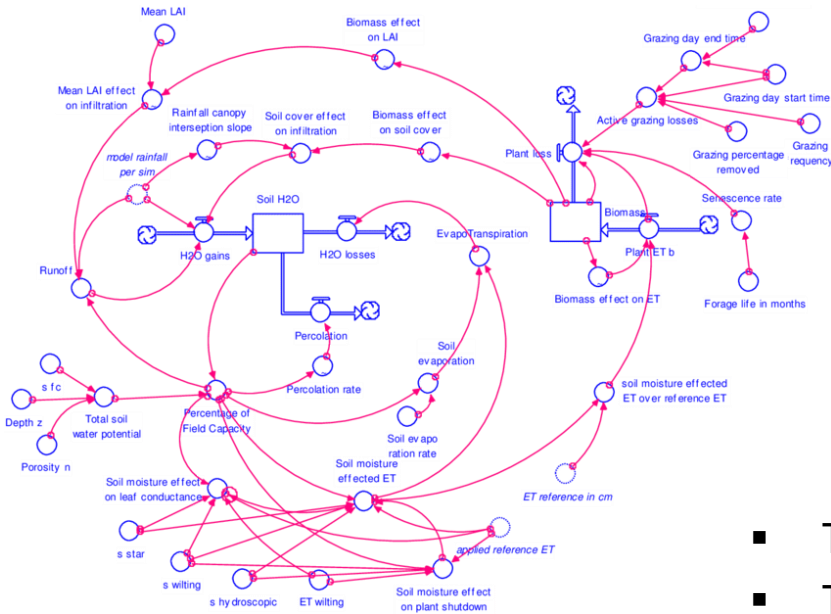 Mean LAI
Biomass effect
on LAI
Grazing day end time
Mean LAI effect
on infiltration
Rainfall canopy
interseption slope
Soil cover effect
on infiltration
Biomass effect
on soil cover
Grazing day start time
Active grazing losses
Grazing
requency
Grazing percentage
removed
model rainfall
per sim
Plant loss
Senescence rate
Soil H2O
Biomass
EvapoTranspiration
H2O gains
H2O losses
Plant ET b
Runoff
Biomass effect on ET
Forage life in months
Percolation
Soil
evaporation
s fc
Percolation rate
soil moisture effected
ET over reference ET
Depth z
Total soil
water potential
Percentage of
Field Capacity
Soil evapo
ration rate
Porosity n
Soil moisture effect
on leaf conductance
Soil moisture
effected ET
ET reference in cm
s star
applied reference ET
s wilting
s hydroscopic
ET wilting
Soil moisture effect
on plant shutdown
▪ T
▪ T